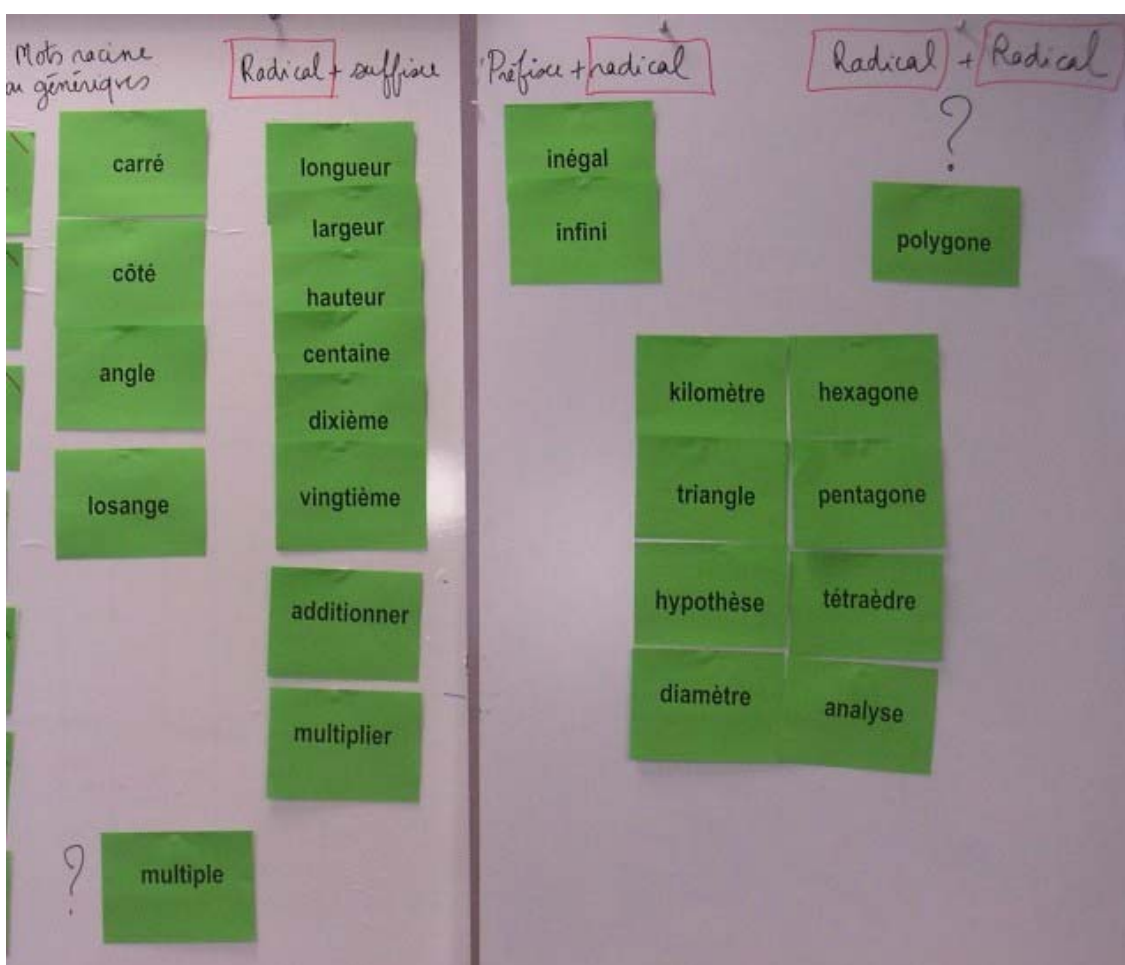 Mots racine
ou génériques
carré
côté
angle
losange
?
multiple
Radical + suffixe
longueur
largeur
hauteur
centaine
dixième
vingtième
additionner
multiplier
Préfixe + radical
inégal
infini
Radical + Radical
?
polygone
kilomètre hexagone
triangle pentagone
hypothèse tétraèdre
diamètre analyse